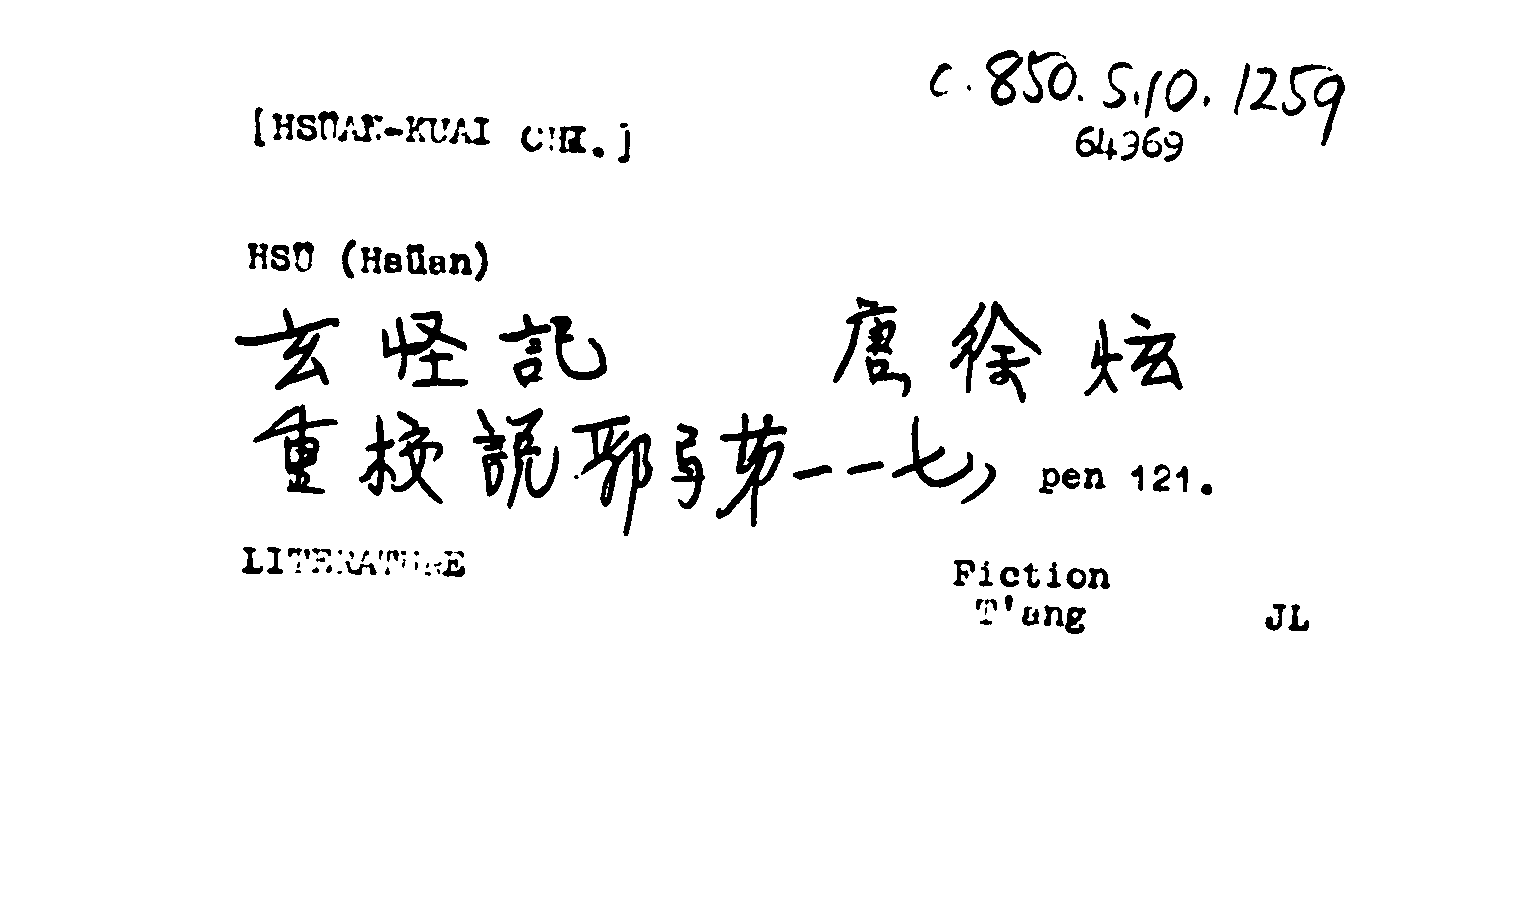 c.850.5.10.1259
64369
[HSÜAN-KUAI CHI.]
HSÜ (Hsüan)
玄怪記 唐徐炫
重校説郛弓第一一七, pen 121.
LITERATURE Fiction
T'ang JL